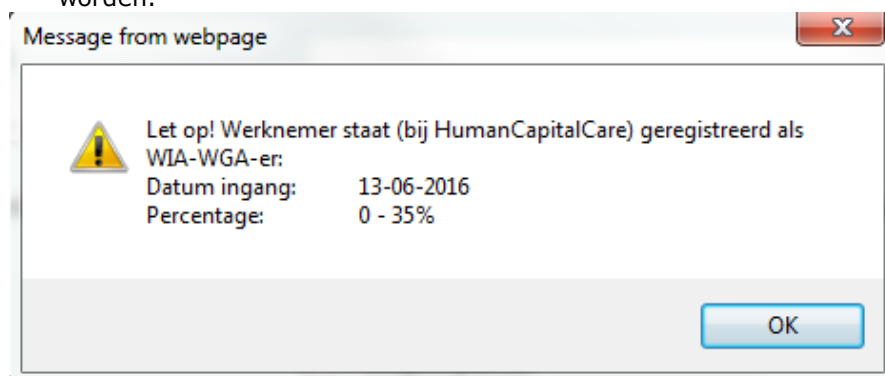 worden.
Message from webpage
x
Let op! Werknemer staat (bij HumanCapitalCare) geregistreerd als
WIA-WGA-er:
Datum ingang: 13-06-2016
Percentage: 0 - 35%
OK